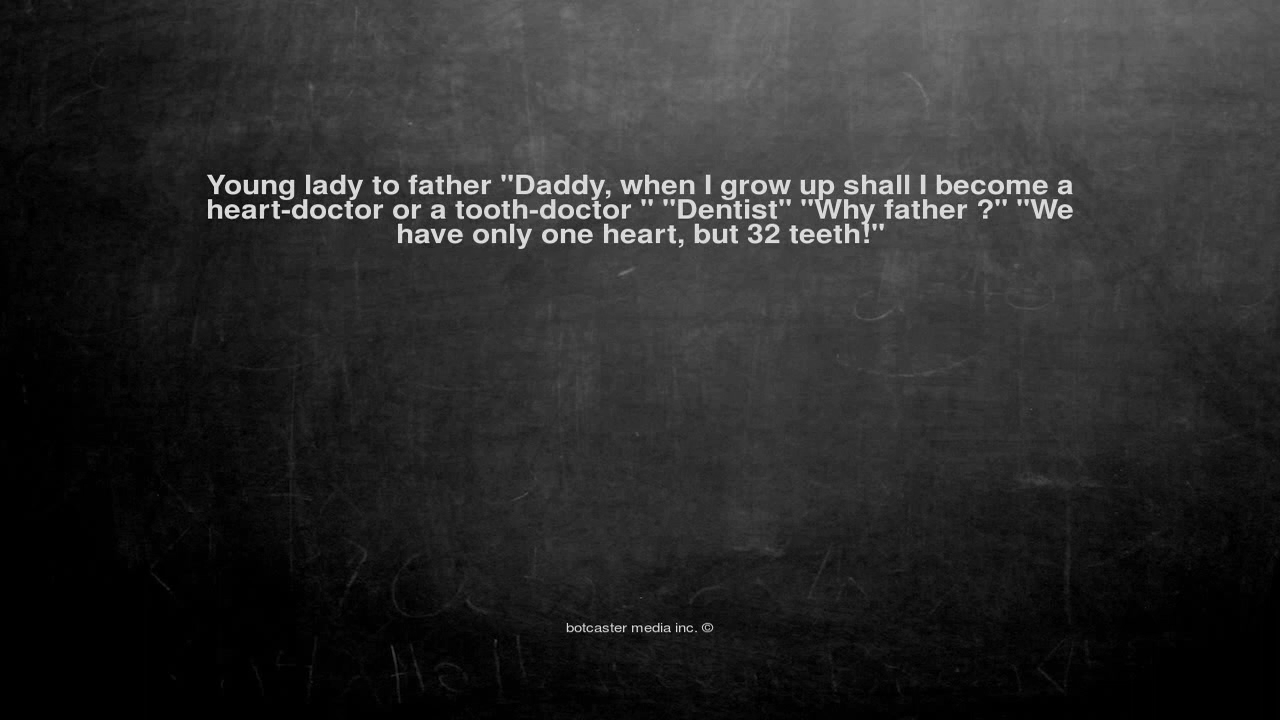 Young lady to father "Daddy, when I grow up shall I become a
heart-doctor or a tooth-doctor " "Dentist" "Why father ?" "We
have only one heart, but 32 teeth!"
botcaster media inc. ©